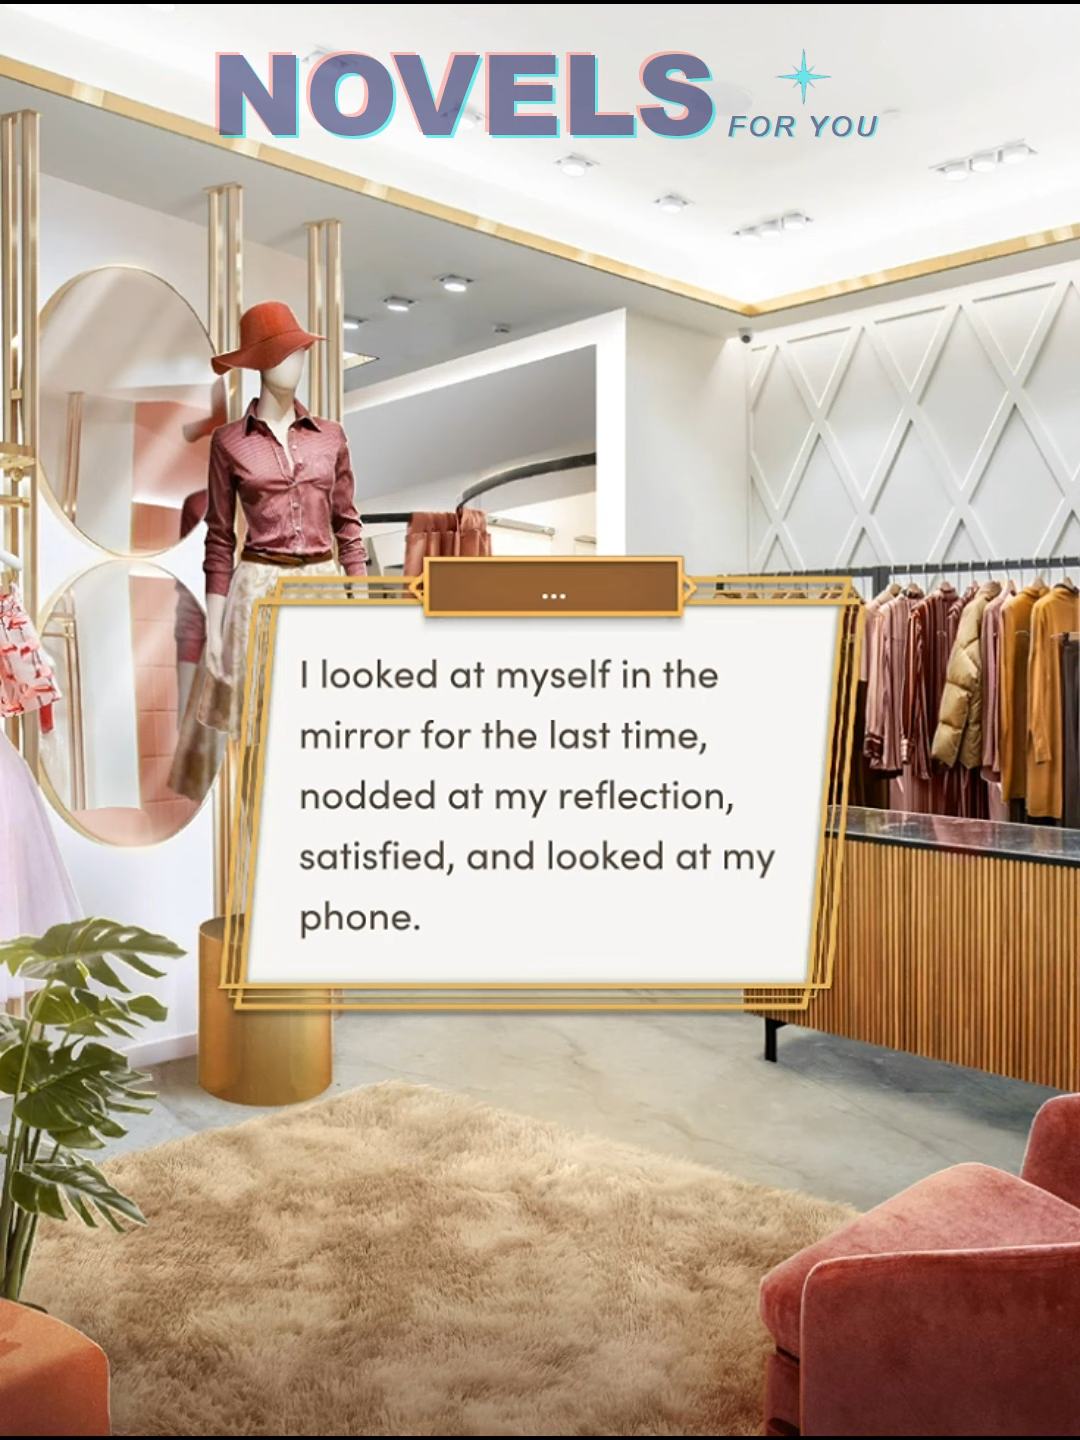 NOVELS
FOR YOU
...
I looked at myself in the
mirror for the last time,
nodded at my reflection,
satisfied, and looked at my
phone.